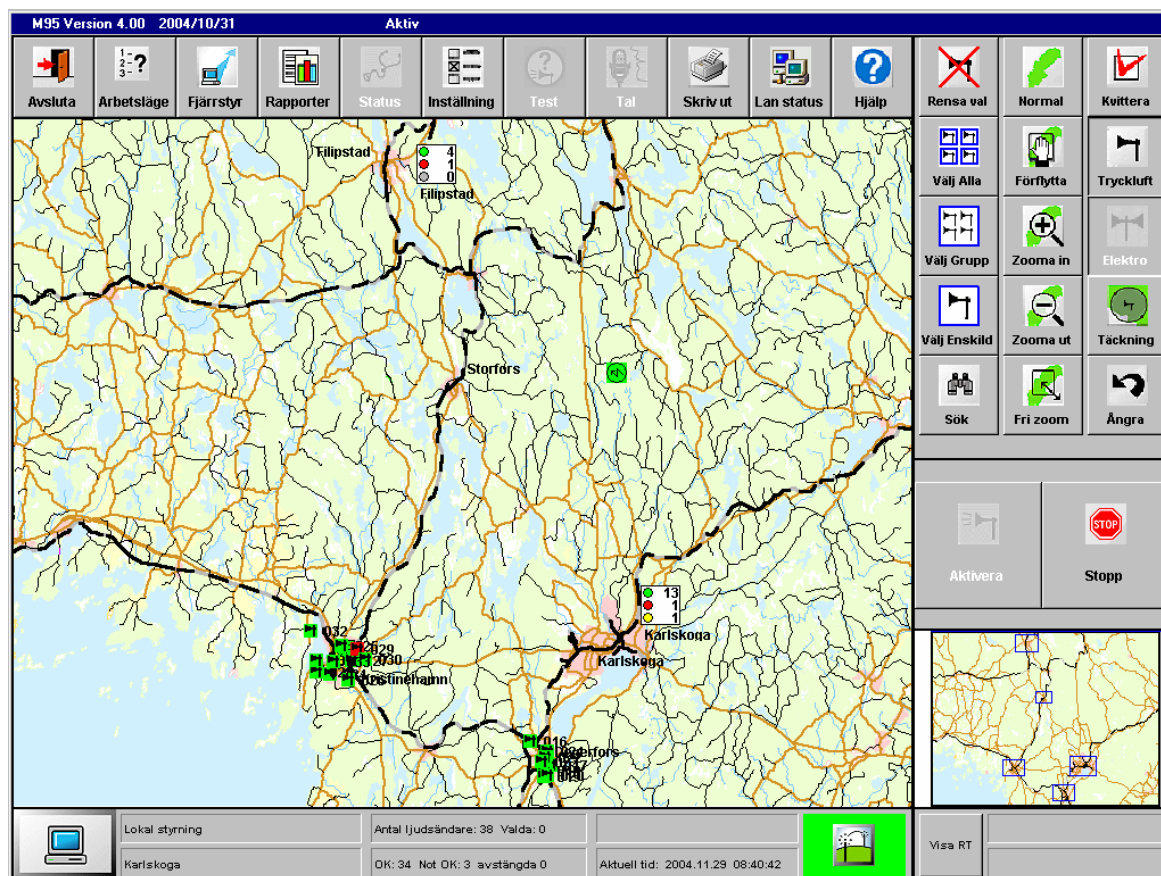 M95 Version 4.00 2004/10/31 Aktiv
Avsluta
Arbetsläge
Fjärrstyr
Rapporter
Status
Inställning
Test
Tal
Skriv ut
Lan status
Hjälp
Rensa val
Normal
Kvittera
Välj Alla
Förflytta
Tryckluft
Välj Grupp
Zooma in
Elektro
Välj Enskild
Zooma ut
Täckning
Sök
Fri zoom
Ångra
STOP
Aktivera
Stopp
Filipstad
4
1
0
Filipstad
Storfors
13
1
1
Karlskoga
Karlskoga
032
029
030
016
Lokal styrning
Karlskoga
Antal ljudsändare: 38 Valda: 0
OK: 34 Not OK: 3 avstängda 0
Aktuell tid: 2004.11.29 08:40:42
Visa RT